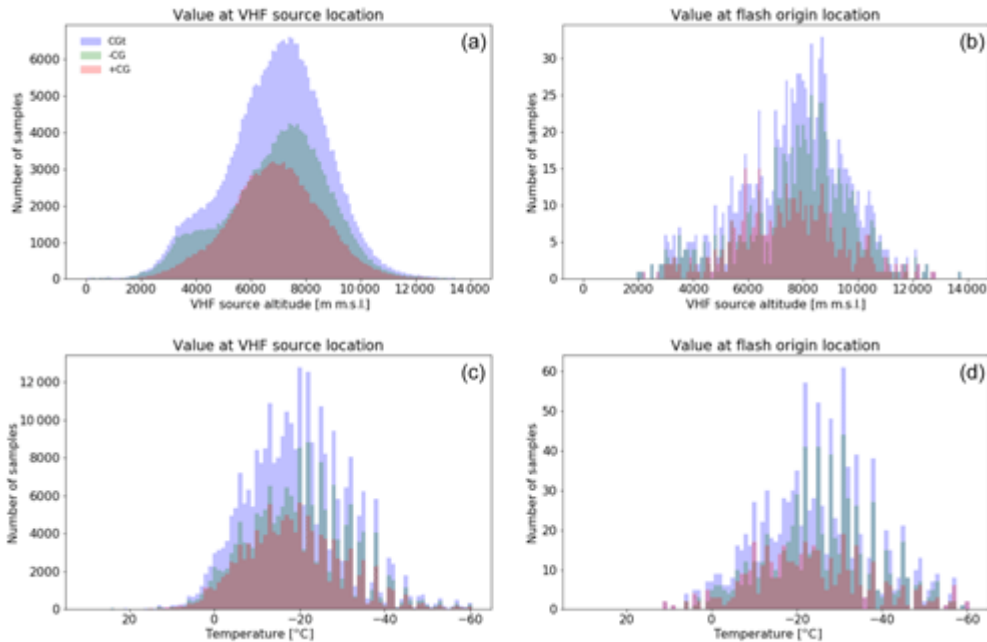 Value at VHF source location
(a)
CGt
-CG
+CG
Number of samples
6000
5000
4000
3000
2000
1000
0
0 2000 4000 6000 8000 10 000 12 000 14 000
VHF source altitude [m m.s.l.]
Value at flash origin location
(b)
Number of samples
30
25
20
15
10
5
0
0 2000 4000 6000 8000 10 000 12 000 14 000
VHF source altitude [m m.s.l.]
Value at VHF source location
(c)
Number of samples
12 000
10 000
8000
6000
4000
2000
0
20 0 −20 −40 −60
Temperature [°C]
Value at flash origin location
(d)
Number of samples
60
50
40
30
20
10
0
20 0 −20 −40 −60
Temperature [°C]